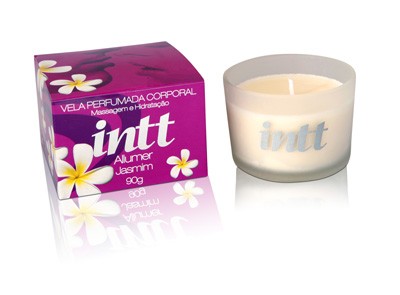 VELA PERFUMADA CORPORAL
Massagem e Hidratação
intt
Allumer
Jasmim
90g
intt